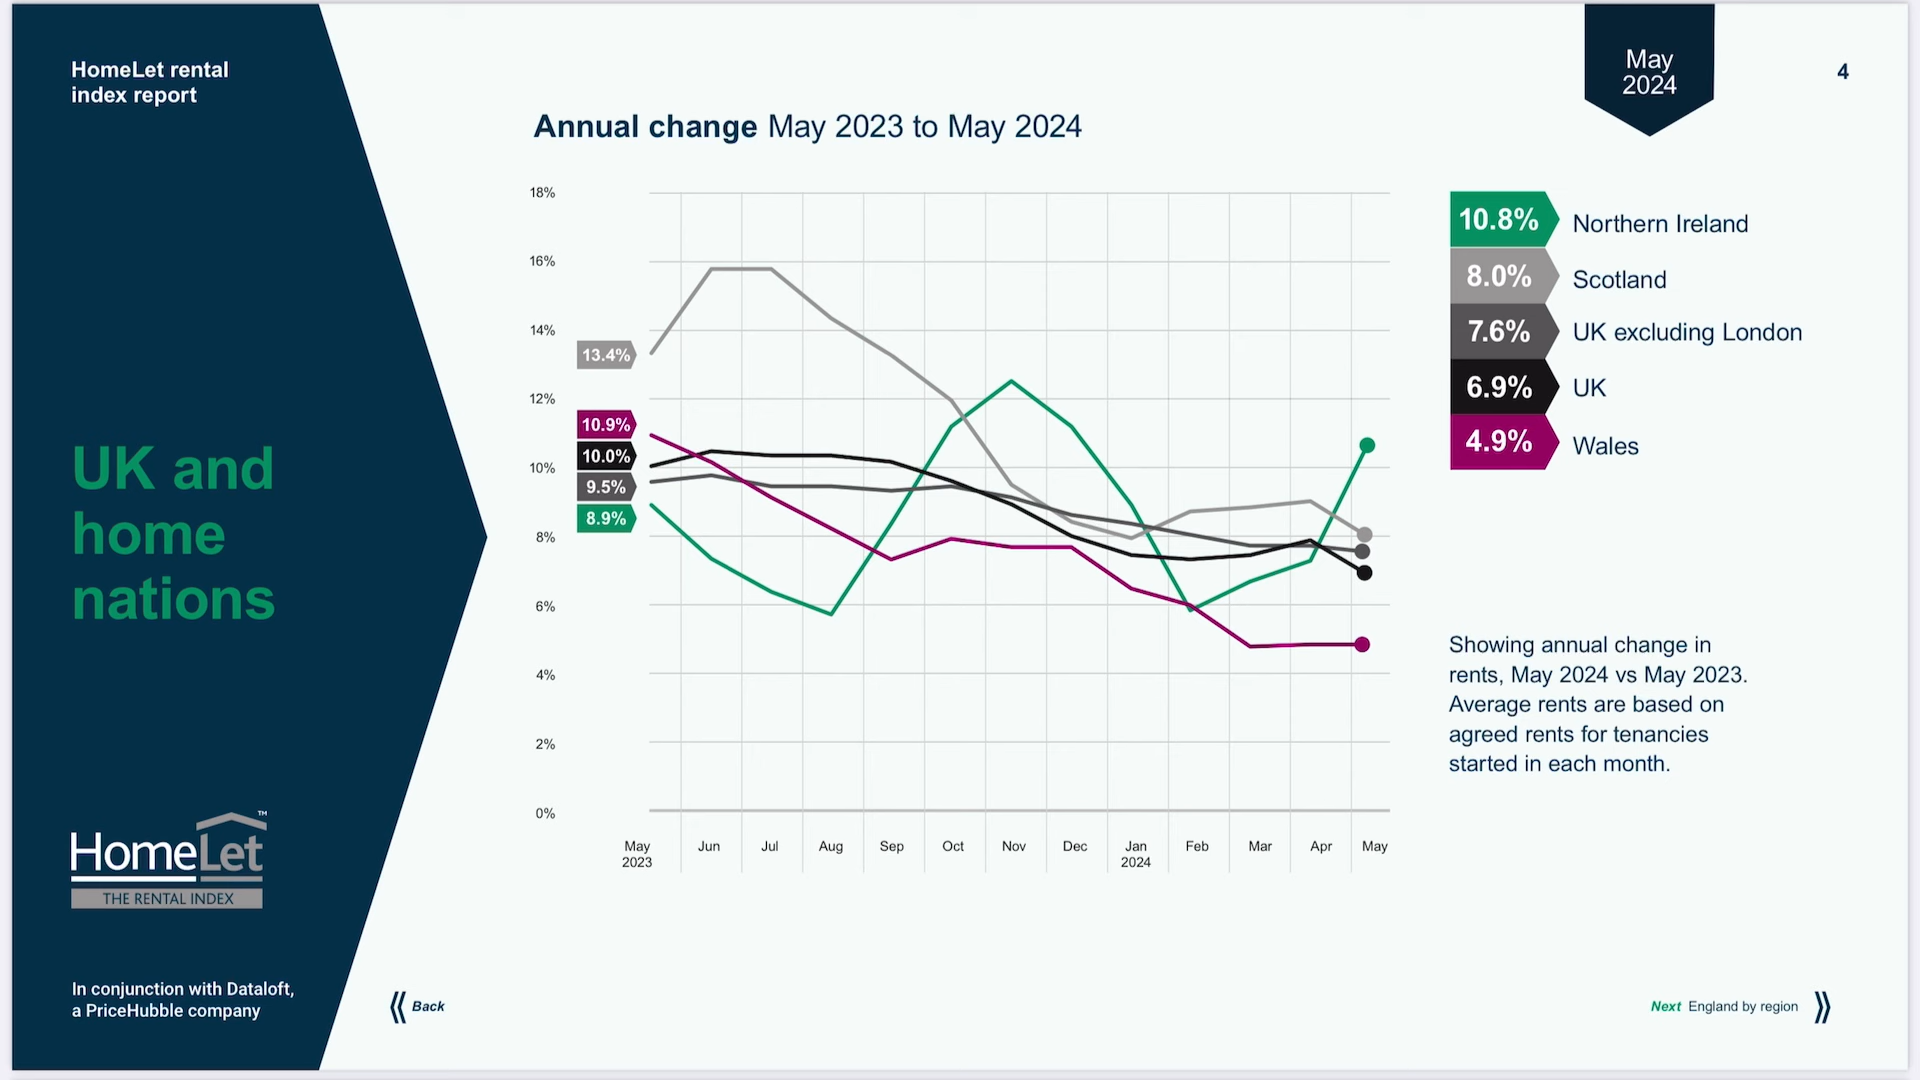 HomeLet rental
index report
May
2024
4
Annual change May 2023 to May 2024
18%
16%
14%
12%
10%
8%
6%
4%
2%
0%
13.4%
10.9%
10.0%
9.5%
8.9%
May
2023
Jun
Jul
Aug
Sep
Oct
Nov
Dec
Jan
2024
Feb
Mar
Apr
May
10.8% Northern Ireland
8.0% Scotland
7.6% UK excluding London
6.9% UK
4.9% Wales
Showing annual change in
rents, May 2024 vs May 2023.
Average rents are based on
agreed rents for tenancies
started in each month.
UK and
home
nations
HomeLet™
THE RENTAL INDEX
In conjunction with Dataloft,
a PriceHubble company
Back
Next England by region